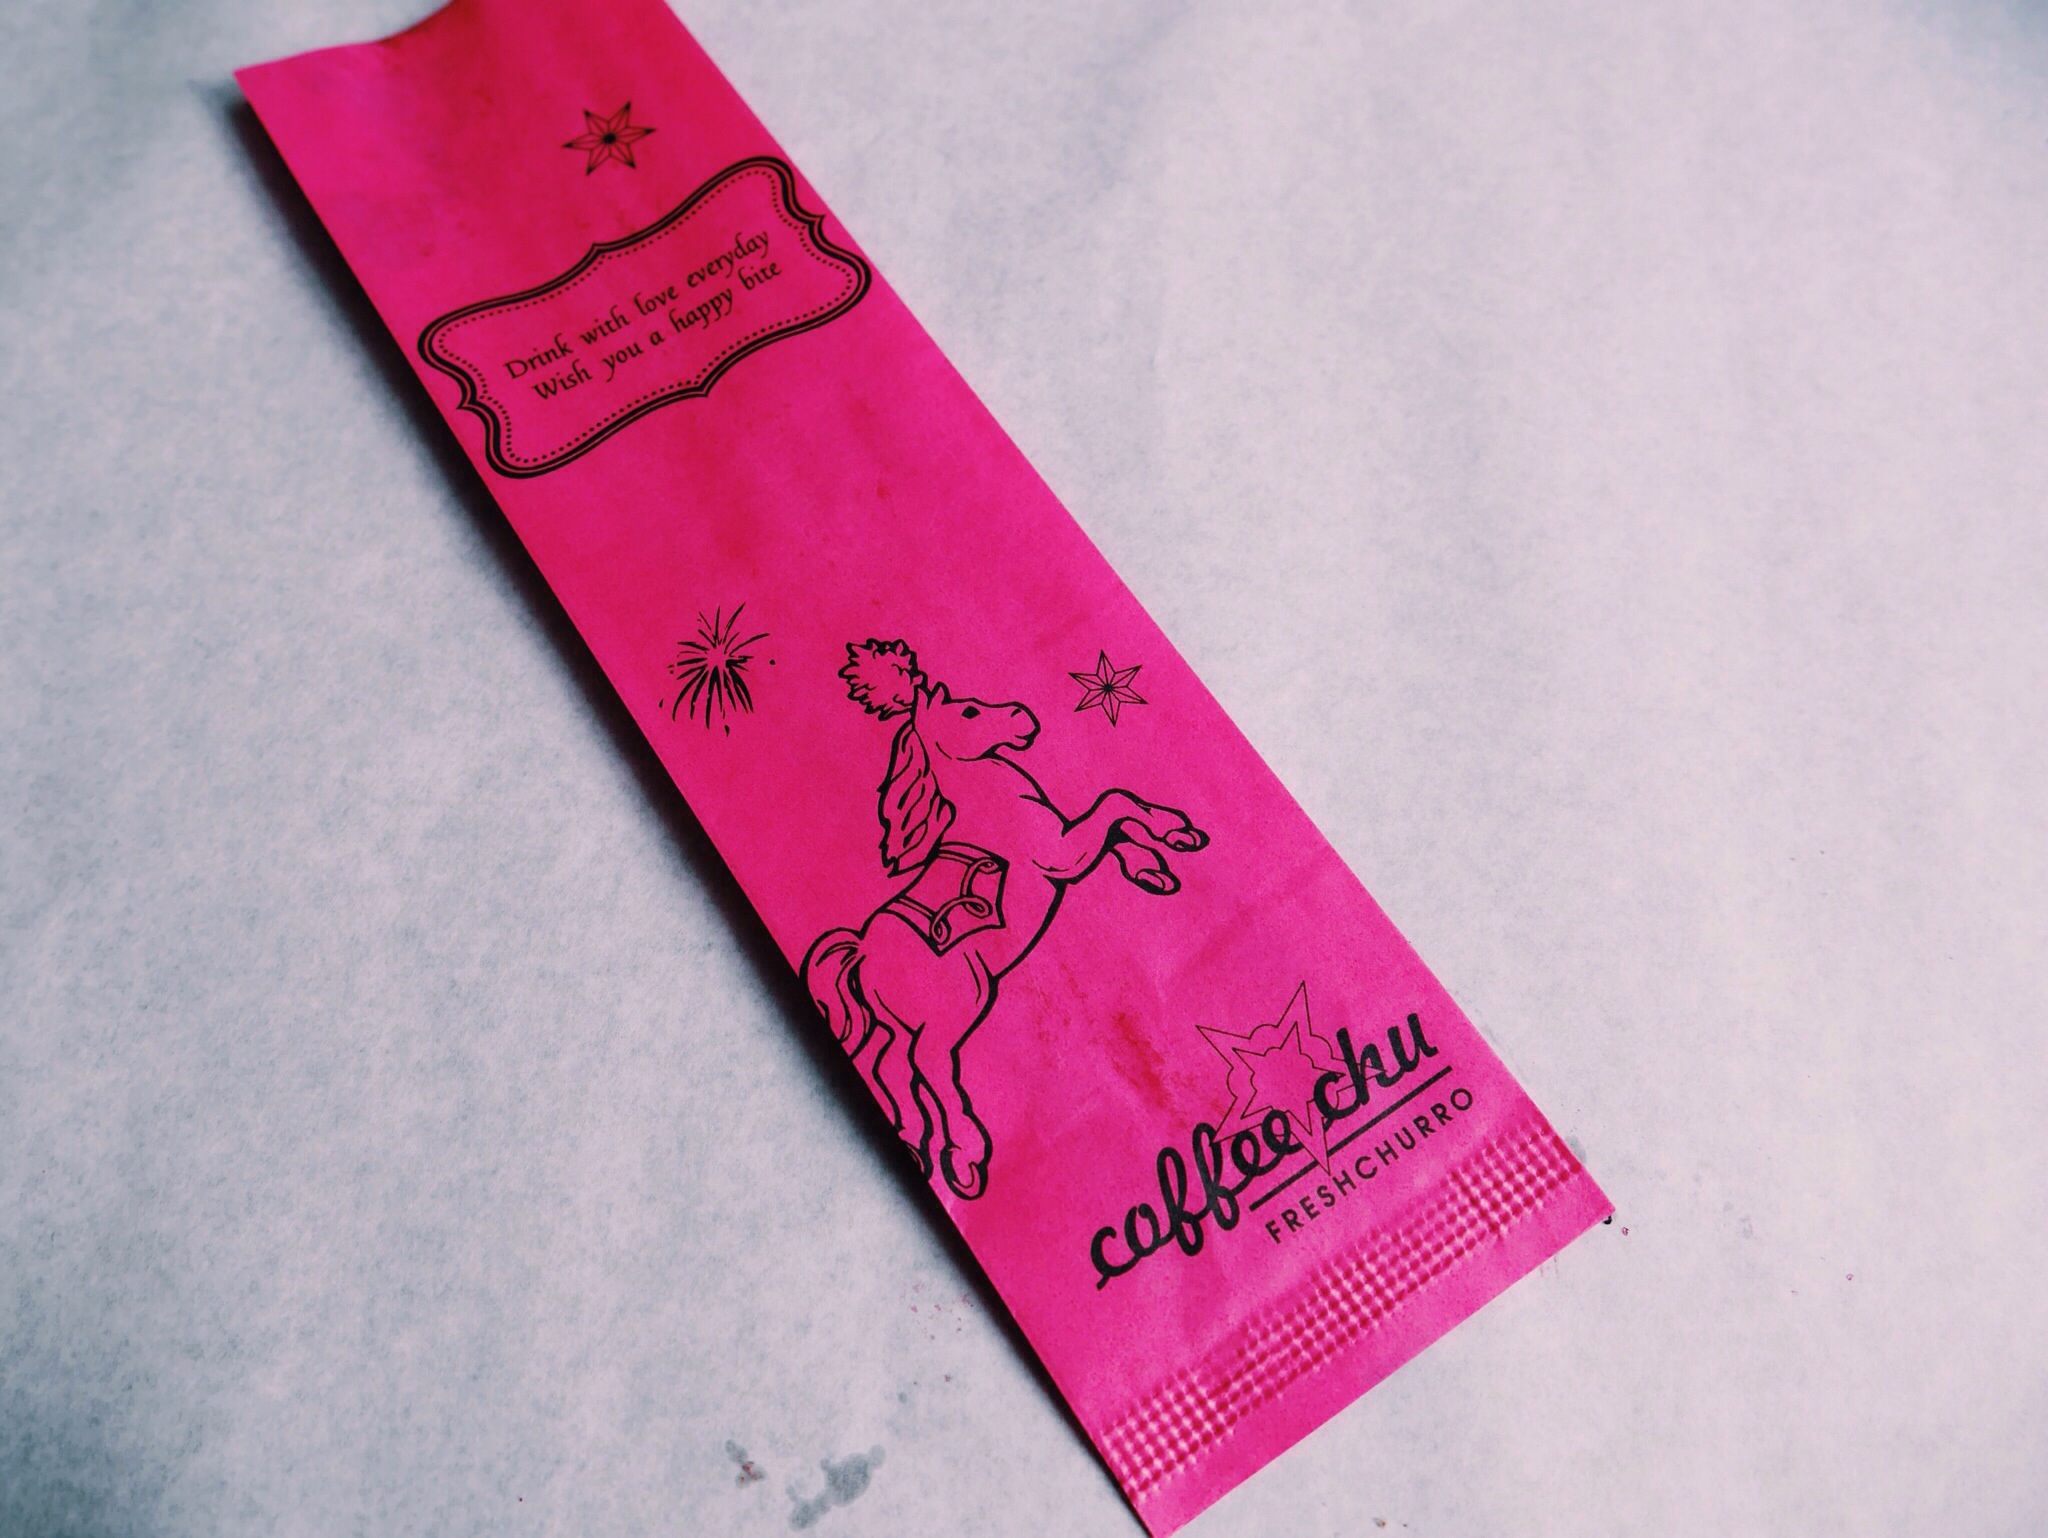 Drink with love everyday
Wish you a happy bite
coffee chu
FRESHCHURRO